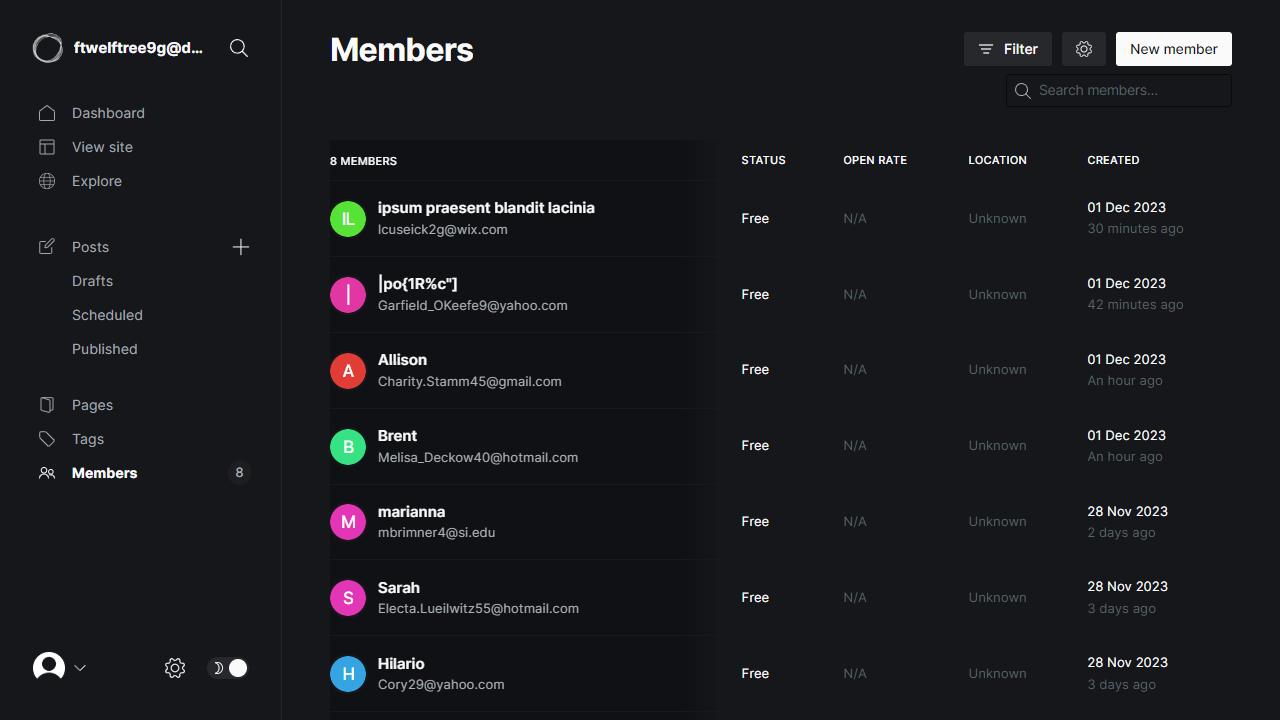 ftwelftree9g@d...
Dashboard
View site
Explore
Posts
Drafts
Scheduled
Published
Pages
Tags
Members
8
Members
Filter
New member
Search members...
8 MEMBERS
STATUS
OPEN RATE
LOCATION
CREATED
IL
ipsum praesent blandit lacinia
lcuseick2g@wix.com
Free
N/A
Unknown
01 Dec 2023
30 minutes ago
|
|po{1R%c"]
Garfield_OKeefe9@yahoo.com
Free
N/A
Unknown
01 Dec 2023
42 minutes ago
A
Allison
Charity.Stamm45@gmail.com
Free
N/A
Unknown
01 Dec 2023
An hour ago
B
Brent
Melisa_Deckow40@hotmail.com
Free
N/A
Unknown
01 Dec 2023
An hour ago
M
marianna
mbrimner4@si.edu
Free
N/A
Unknown
28 Nov 2023
2 days ago
S
Sarah
Electa.Lueilwitz55@hotmail.com
Free
N/A
Unknown
28 Nov 2023
3 days ago
H
Hilario
Cory29@yahoo.com
Free
N/A
Unknown
28 Nov 2023
3 days ago